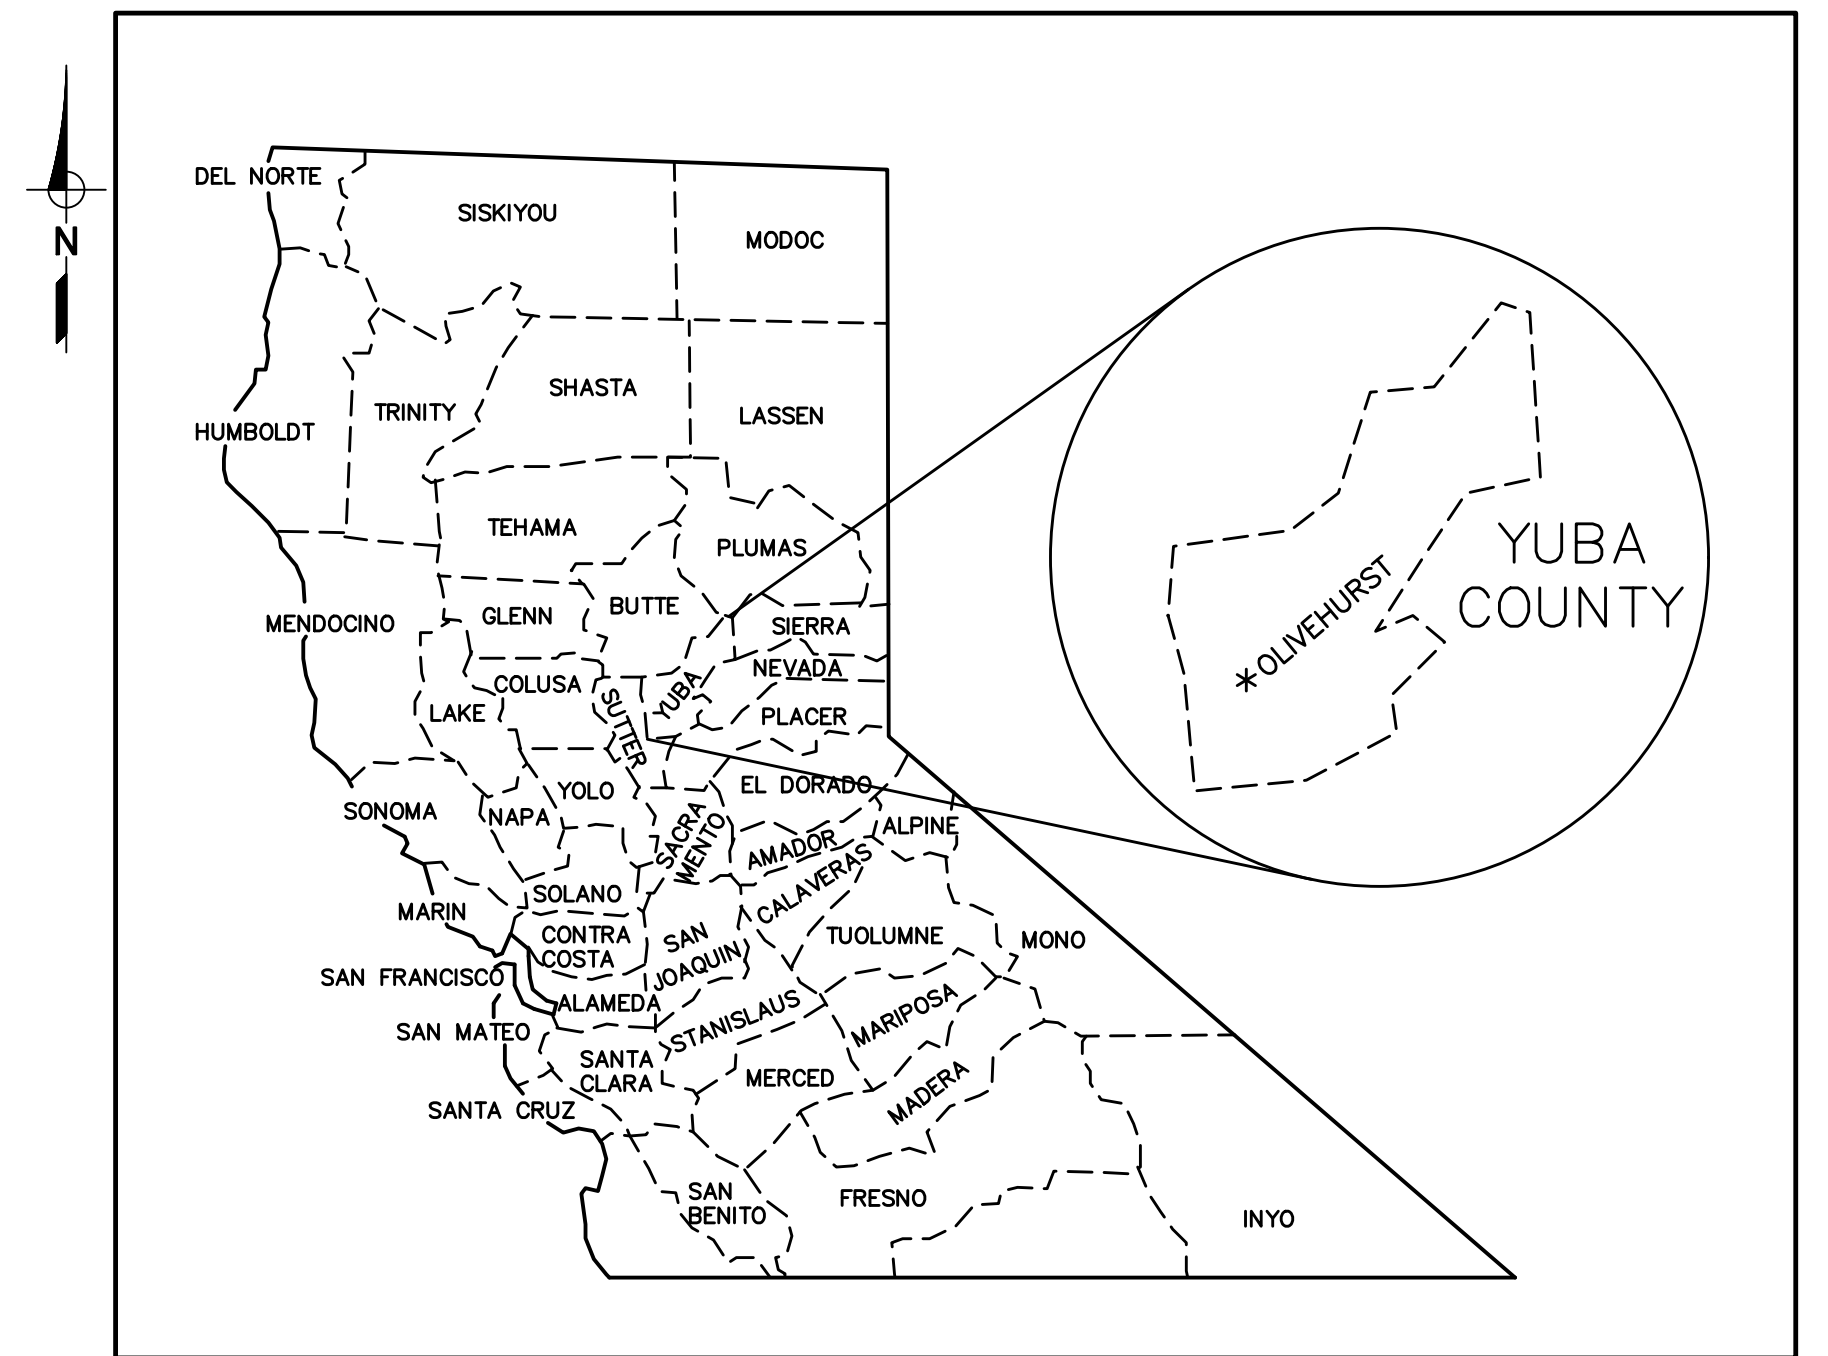 N
DEL NORTE
SISKIYOU
MODOC
SHASTA
TRINITY
LASSEN
HUMBOLDT
TEHAMA
PLUMAS
BUTTE
GLENN
MENDOCINO
SIERRA
NEVADA
COLUSA
YUBA
LAKE
SUTTER
PLACER
EL DORADO
YOLO
SONOMA
NAPA
SACRA
MENTO
ALPINE
AMADOR
CALAVERAS
SOLANO
MARIN
CONTRA
COSTA
SAN
JOAQUIN
TUOLUMNE
MONO
SAN FRANCISCO
ALAMEDA
STANISLAUS
MARIPOSA
SAN MATEO
SANTA
CLARA
MERCED
MADERA
SANTA CRUZ
SAN
BENITO
FRESNO
INYO
YUBA
COUNTY
*OLIVEHURST